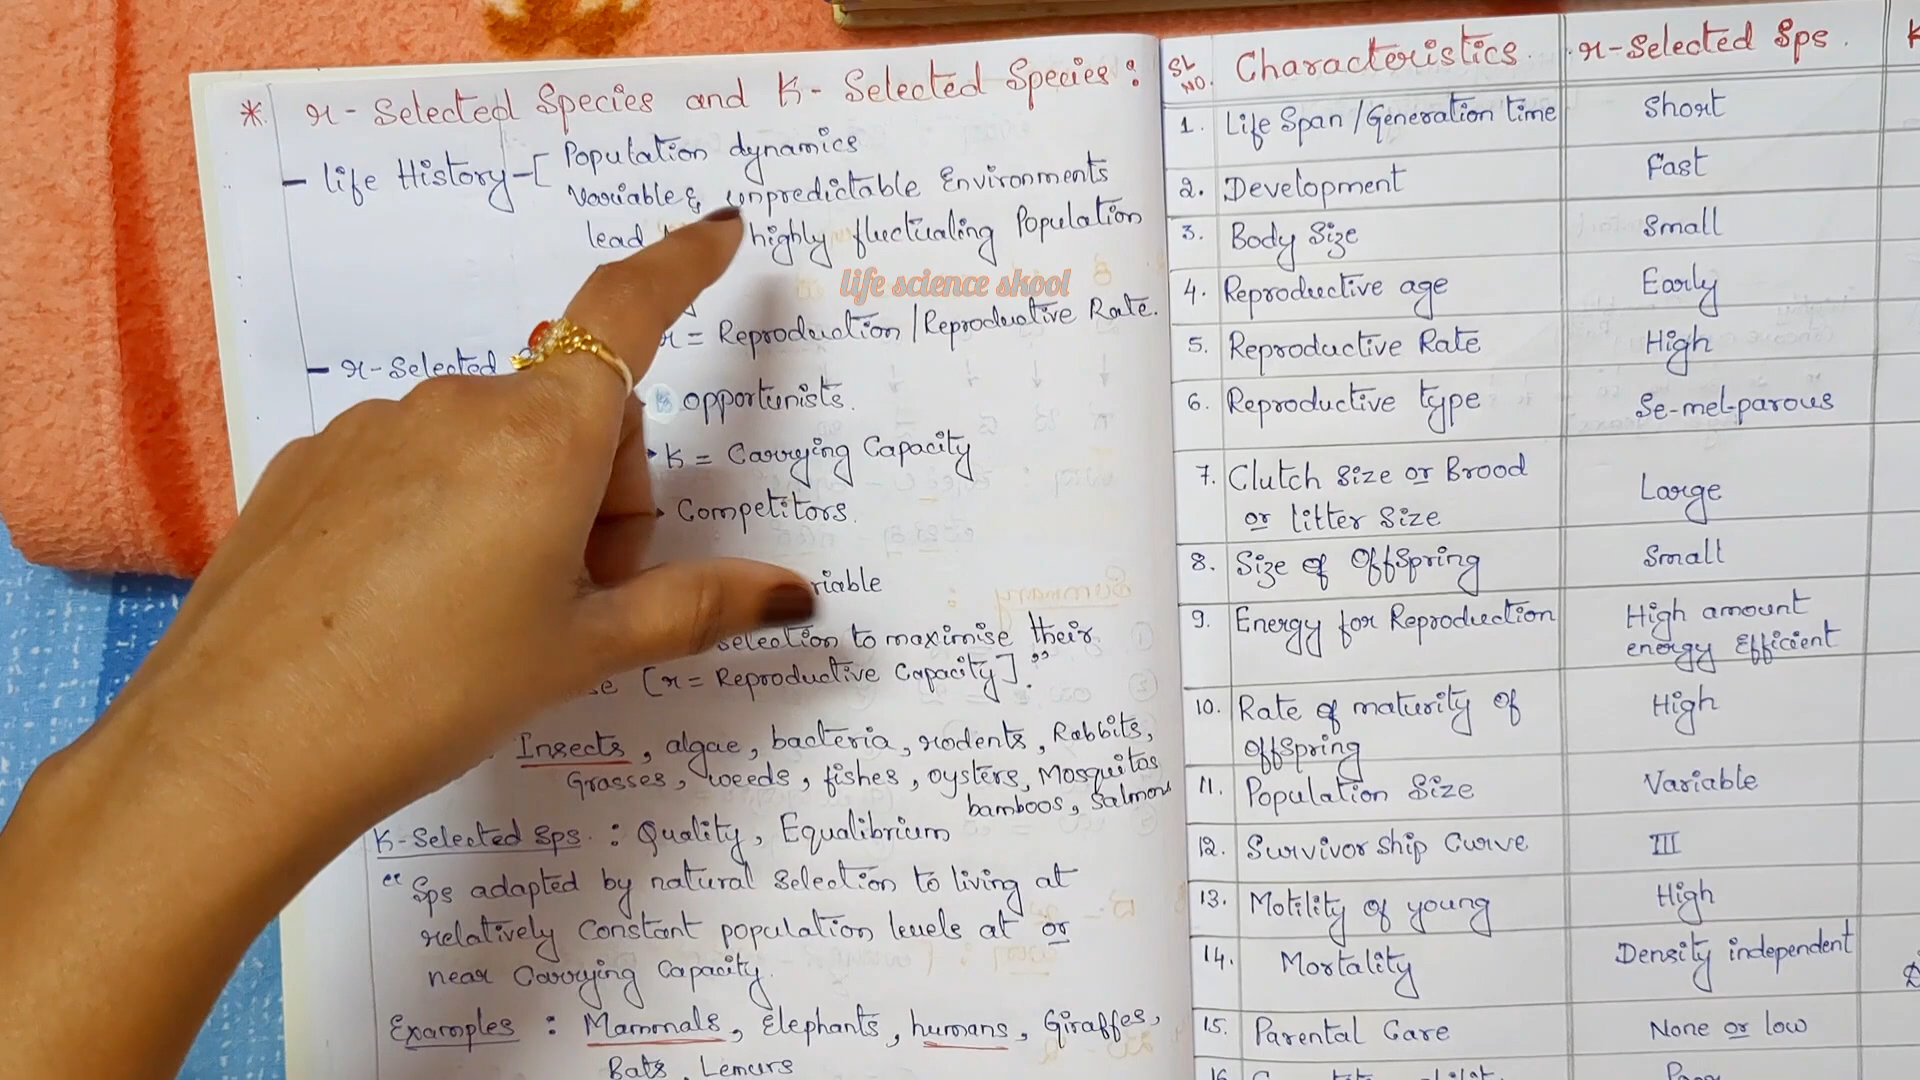 * r-Selected Species and K-Selected Species:
- life History - [ Population dynamics
Variable & unpredictable Environments
lead highly fluctualing Population
life science skool
r = Reproduction/Reproductive Rate.
- r-Selected
opportunists.
K = Carrying Capacity
Competitors.
riable
selection to maximise their
[r = Reproductive Capacity]".
Insects, algae, bacteria, rodents, Rabbits,
Grasses, weeds, fishes, oysters, Mosquitos
bamboos, Salmons
K-Selected Sps. : Quality, Equalibrium
"Sps adapted by natural Selection to living at
relatively Constant population levels at or
near Carrying Capacity.
Examples : Mammals, Elephants, humans, Giraffes,
Bats, Lemurs
SL NO. Characteristics. r-Selected Sps. K
1. Life Span/Generation time Short
2. Development Fast
3. Body Size Small
4. Reproductive age Early
5. Reproductive Rate High
6. Reproductive type Se-mel-parous
7. Clutch Size or Brood
or litter Size Large
8. Size of Offspring Small
9. Energy for Reproduction High amount
energy Efficient
10. Rate of maturity of High
Offspring
11. Population Size Variable
12. Survivor ship Curve III
13. Motility of young High
14. Mortality Density independent
15. Parental Care None or low
16.